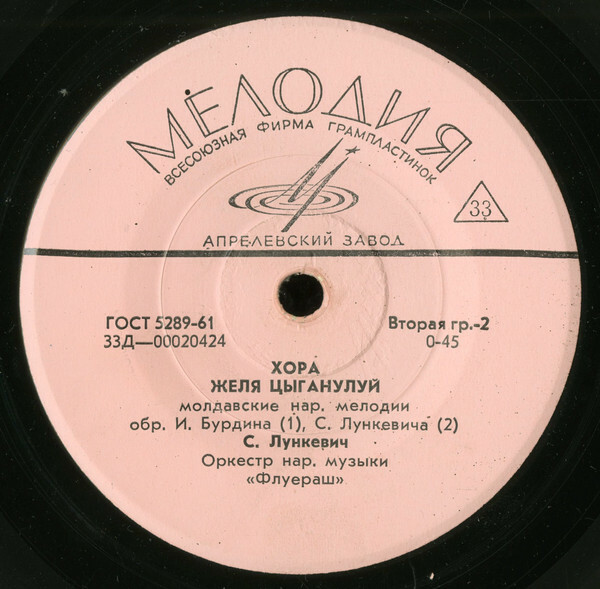 МЕЛОДИЯ
ВСЕСОЮЗНАЯ ФИРМА ГРАМПЛАСТИНОК
33
АПРЕЛЕВСКИЙ ЗАВОД
ГОСТ 5289-61
33Д—00020424
Вторая гр.-2
0-45
ХОРА
ЖЕЛЯ ЦЫГАНУЛУЙ
молдавские нар. мелодии
обр. И. Бурдина (1), С. Лункевича (2)
С. Лункевич
Оркестр нар. музыки
«Флуераш»